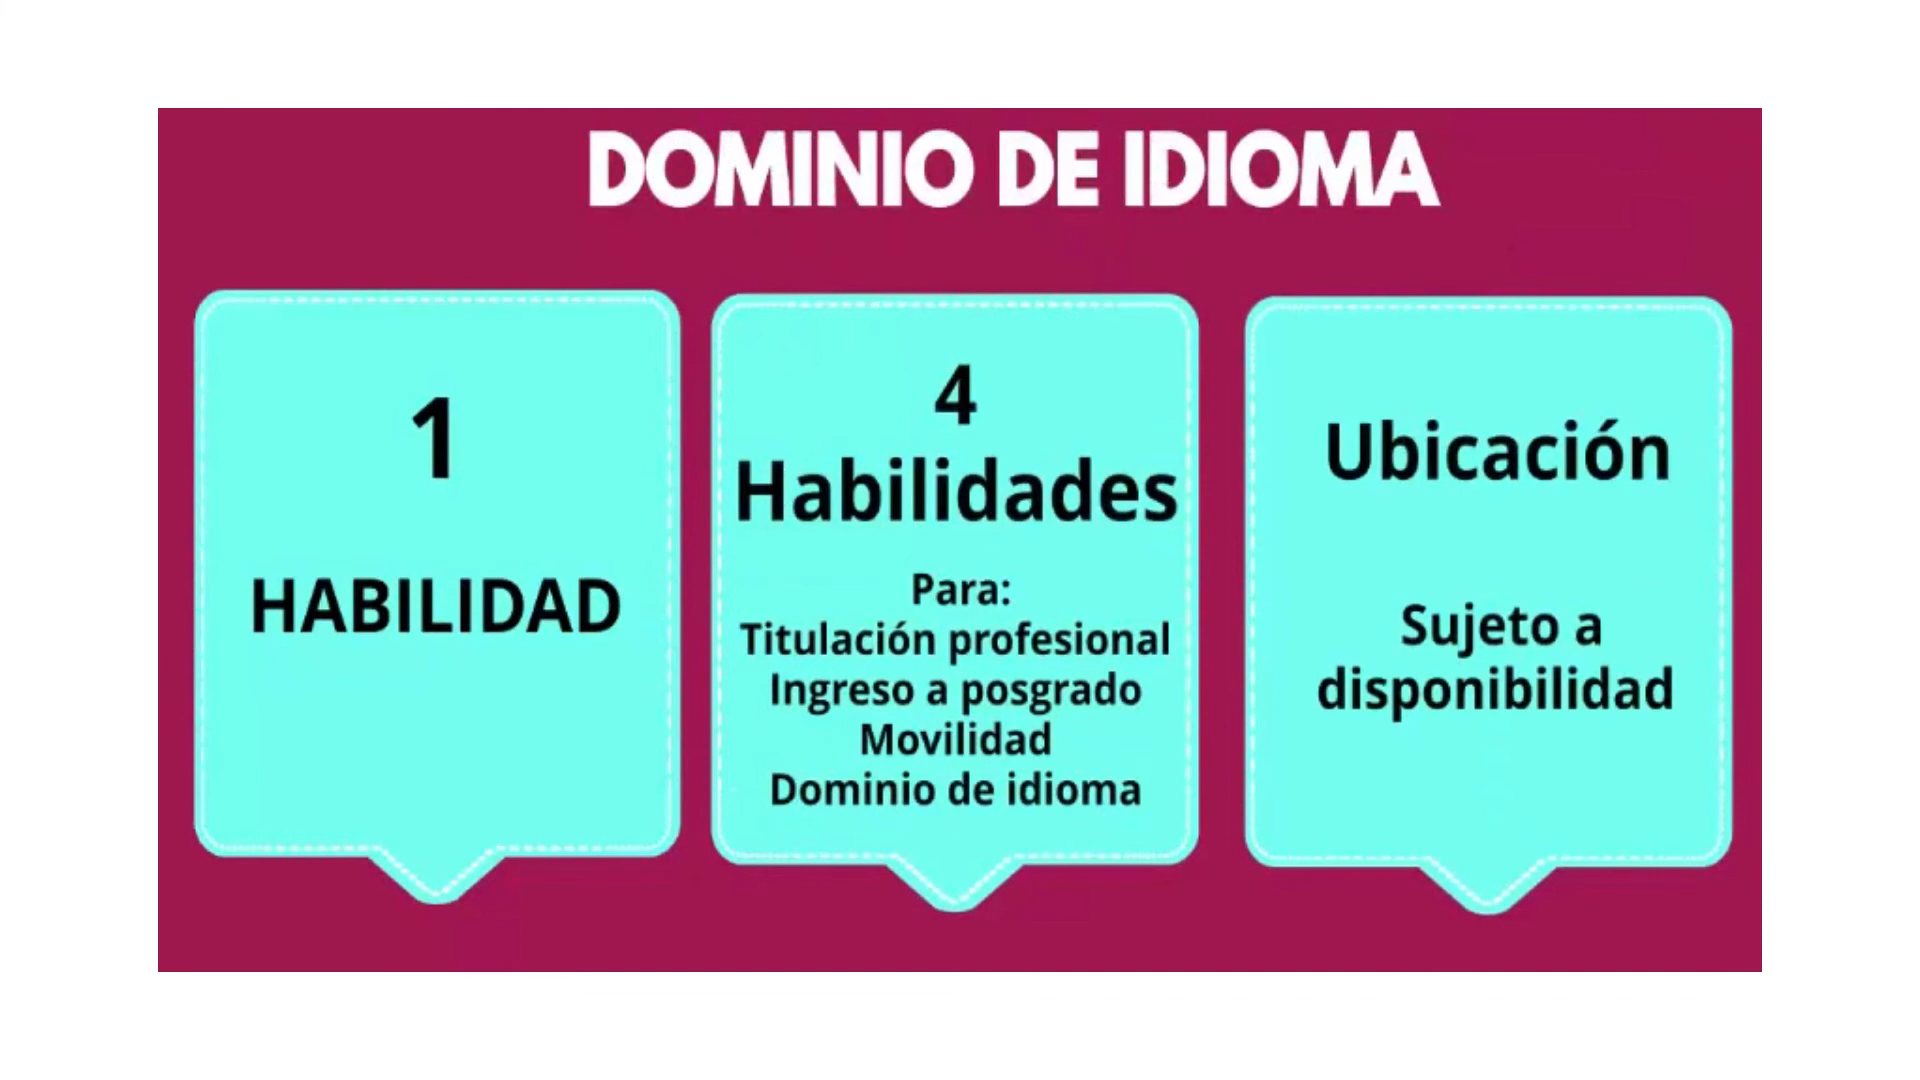 DOMINIO DE IDIOMA
1
HABILIDAD
4
Habilidades
Para:
Titulación profesional
Ingreso a posgrado
Movilidad
Dominio de idioma
Ubicación
Sujeto a
disponibilidad